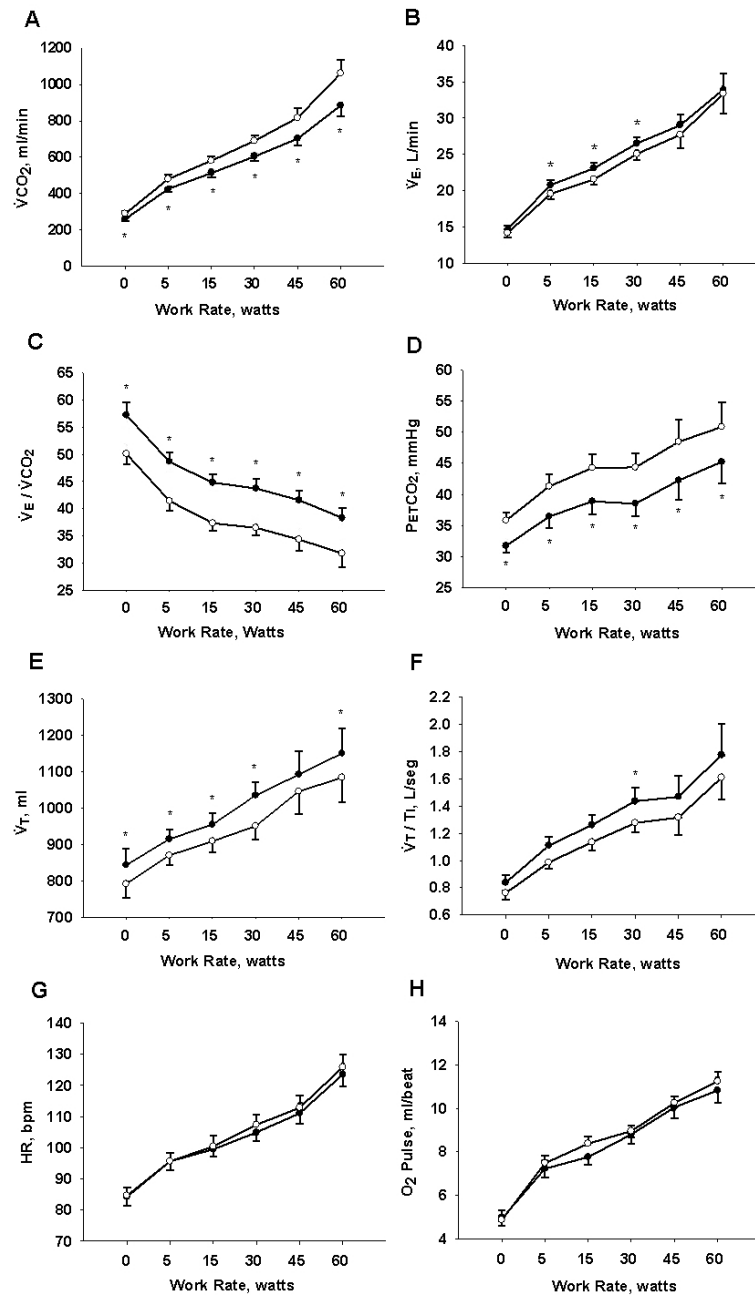 A
1200
1000
800
600
400
200
0
V̇CO2, ml/min
* * * * * *
0 5 15 30 45 60
Work Rate, watts
B
40
35
30
25
20
15
10
V̇E, L/min
* * *
0 5 15 30 45 60
Work Rate, watts
C
65
60
55
50
45
40
35
30
25
V̇E / V̇CO2
* * * * * *
0 5 15 30 45 60
Work Rate, Watts
D
60
55
50
45
40
35
30
25
PETCO2, mmHg
* * * * * *
0 5 15 30 45 60
Work Rate, watts
E
1300
1200
1100
1000
900
800
700
V̇T, ml
* * * * *
0 5 15 30 45 60
Work Rate, watts
F
2.2
2.0
1.8
1.6
1.4
1.2
1.0
0.8
0.6
V̇T / TI, L/seg
*
0 5 15 30 45 60
Work Rate, watts
G
140
130
120
110
100
90
80
70
HR, bpm
0 5 15 30 45 60
Work Rate, watts
H
14
12
10
8
6
4
O2 Pulse, ml/beat
0 5 15 30 45 60
Work Rate, watts